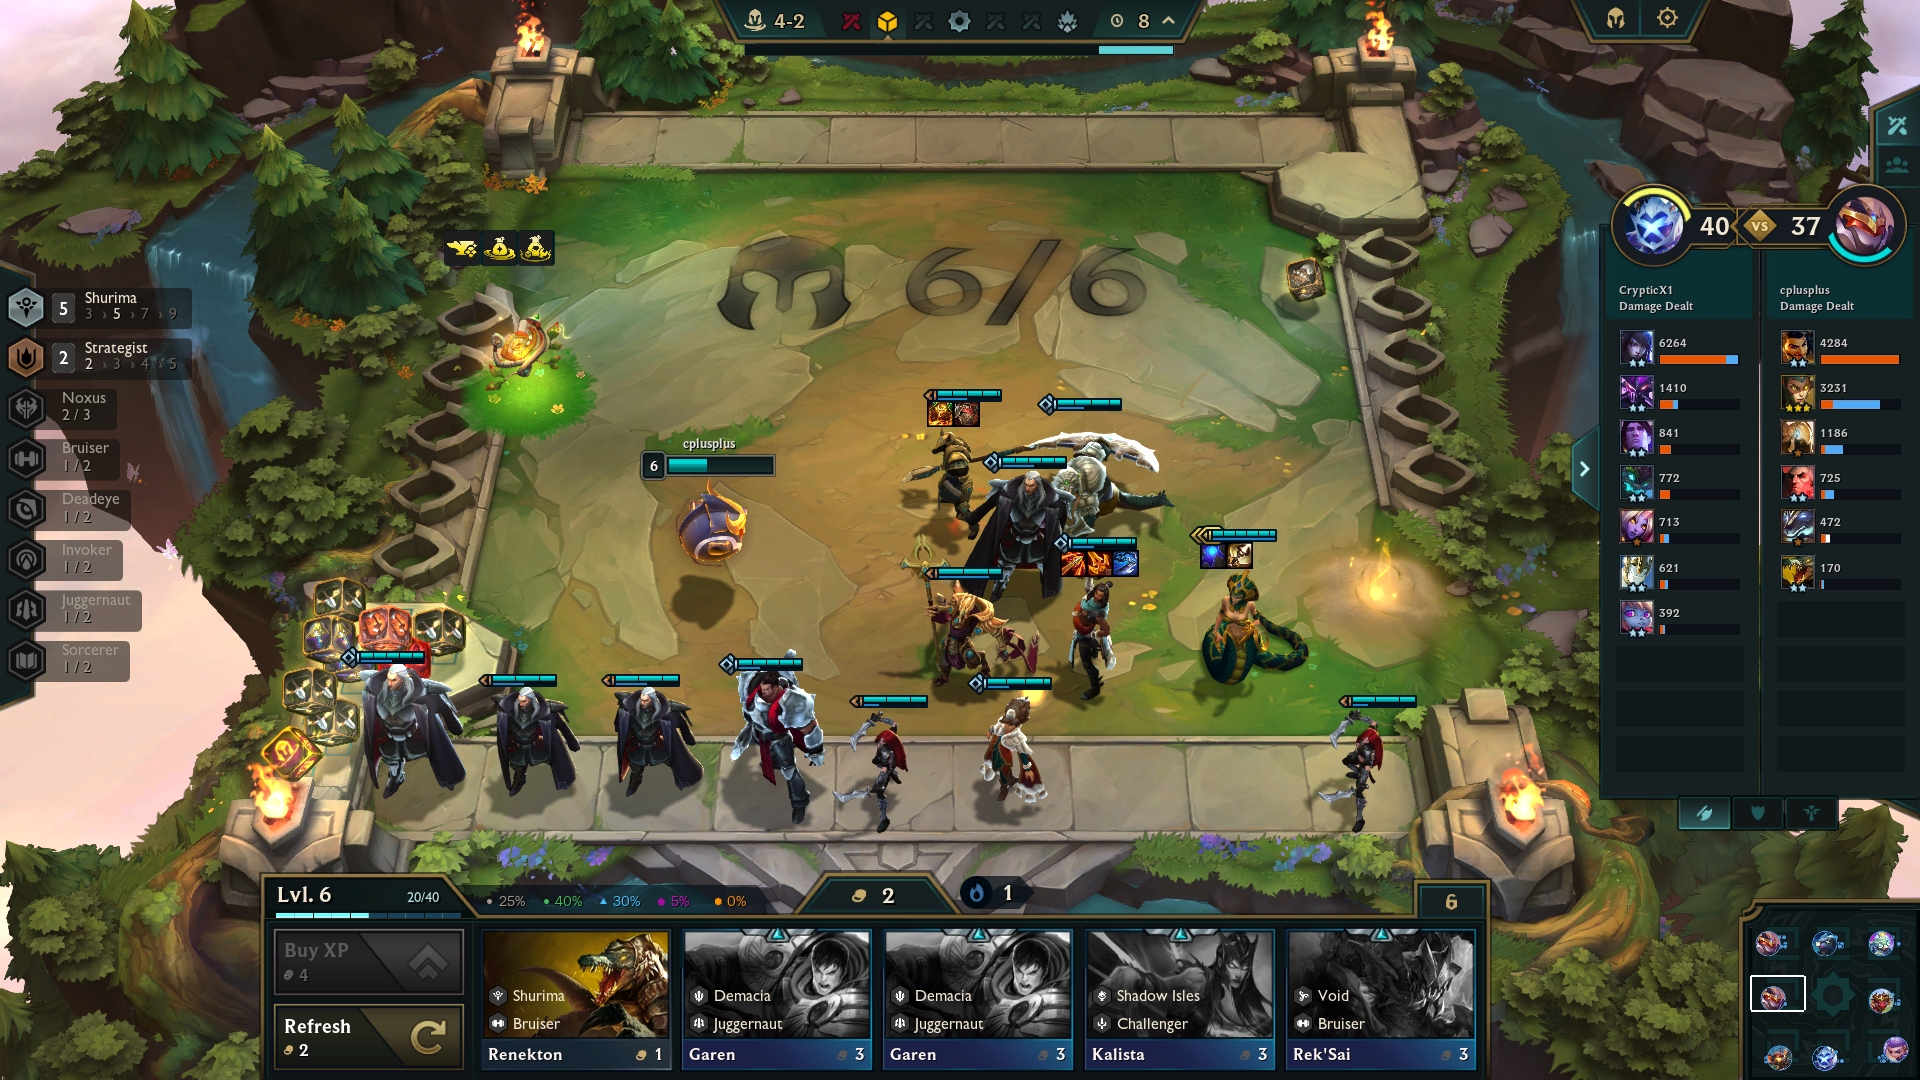 4-2
8
6/6
40
VS
37
CrypticX1
Damage Dealt
cplusplus
Damage Dealt
6264
4284
1410
3231
841
1186
772
725
713
472
621
170
392
5
Shurima
3 › 5 › 7 › 9
2
Strategist
2 › 3 › 4 › 5
Noxus
2 / 3
Bruiser
1 / 2
Deadeye
1 / 2
Invoker
1 / 2
Juggernaut
1 / 2
Sorcerer
1 / 2
cplusplus
6
Lvl. 6
20/40
25%
40%
30%
5%
0%
2
1
6
Buy XP
4
Refresh
2
Shurima
Bruiser
Renekton
1
Demacia
Juggernaut
Garen
3
Demacia
Juggernaut
Garen
3
Shadow Isles
Challenger
Kalista
3
Void
Bruiser
Rek'Sai
3